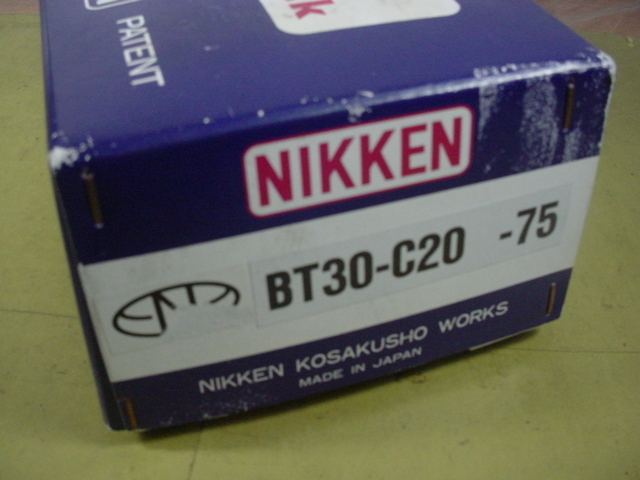 PATENT
k
NIKKEN
BT30-C20 -75
NIKKEN KOSAKUSHO WORKS
MADE IN JAPAN